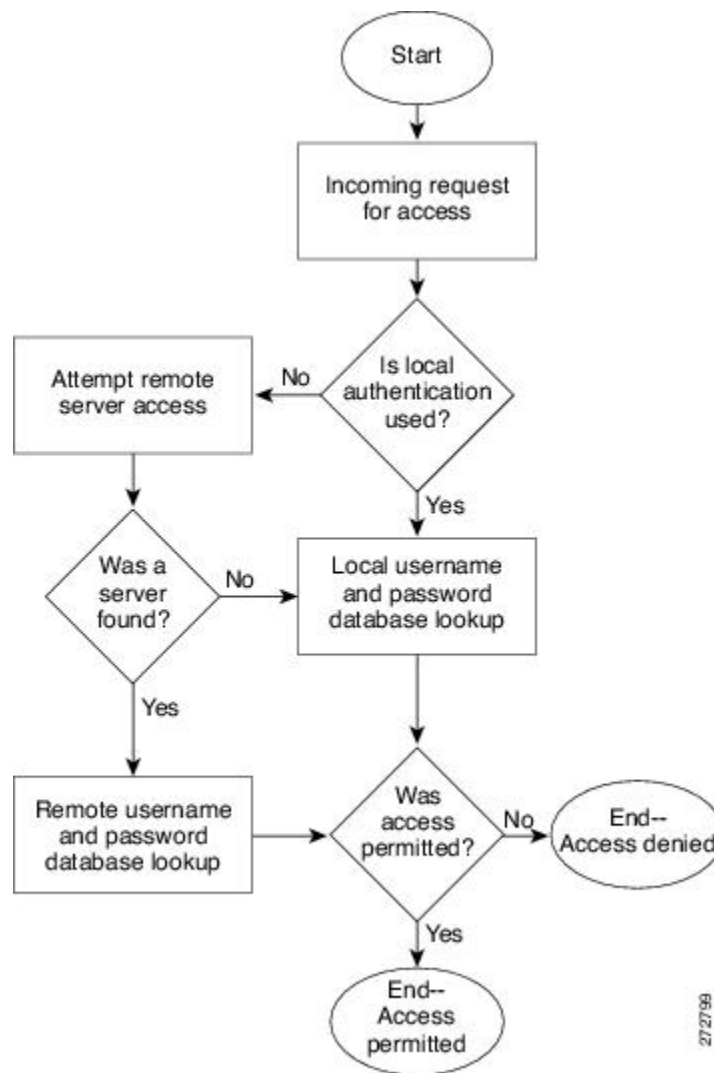 Start
Incoming request
for access
Is local
authentication
used?
No
Attempt remote
server access
Yes
Was a
server
found?
No
Local username
and password
database lookup
Yes
Remote username
and password
database lookup
Was
access
permitted?
No
End--
Access denied
Yes
End--
Access
permitted
272799